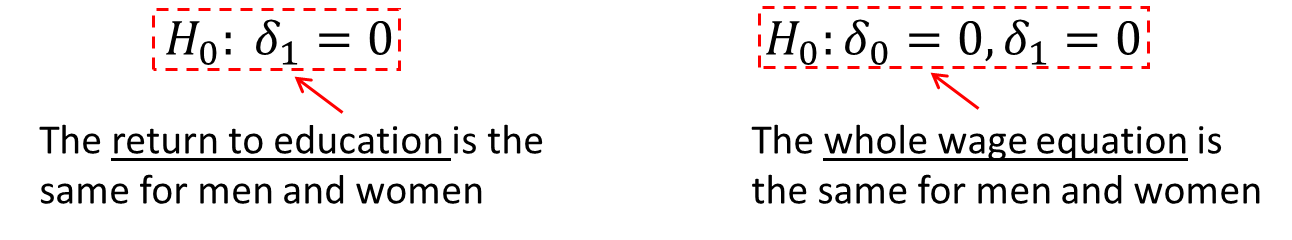 H₀: δ₁ = 0
The return to education is the
same for men and women
H₀: δ₀ = 0, δ₁ = 0
The whole wage equation is
the same for men and women